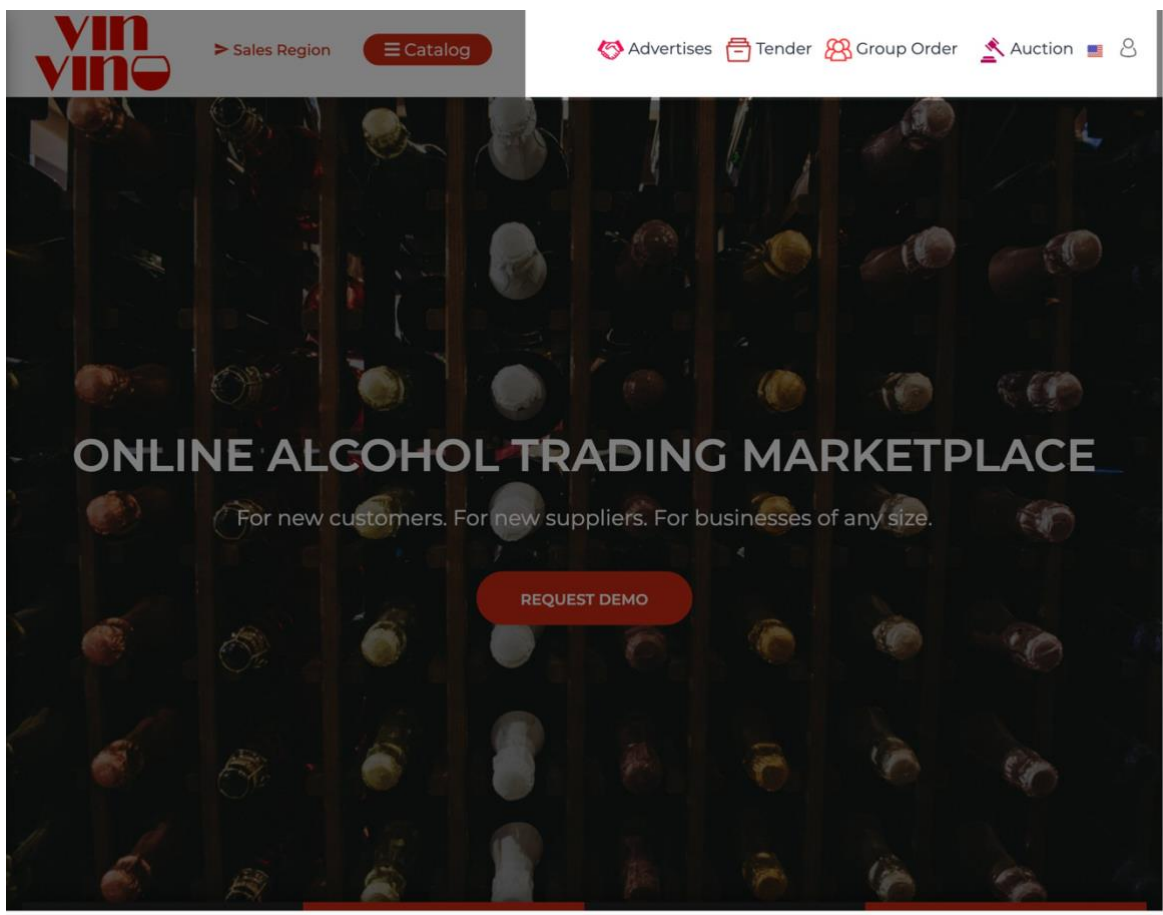 VIN
VINO
Sales Region
Catalog
Advertises
Tender
Group Order
Auction
ONLINE ALCOHOL TRADING MARKETPLACE
For new customers. For new suppliers. For businesses of any size.
REQUEST DEMO